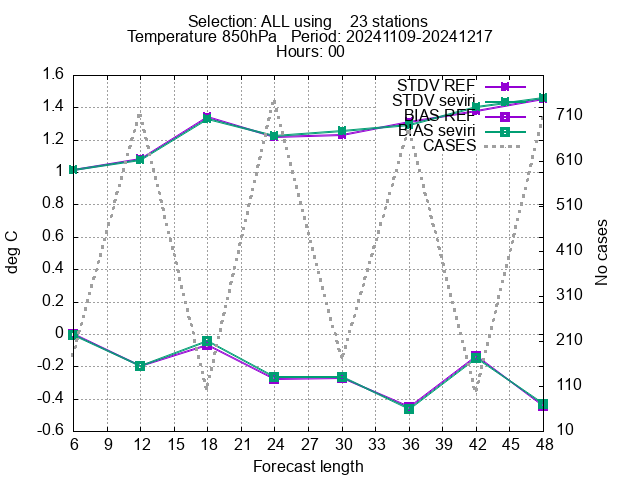 Selection: ALL using 23 stations
Temperature 850hPa Period: 20241109-20241217
Hours: 00
STDV REF
STDV seviri
BIAS REF
BIAS seviri
CASES
1.6
1.4
1.2
1
0.8
0.6
0.4
0.2
0
-0.2
-0.4
-0.6
deg C
710
610
510
410
310
210
110
10
No cases
6 9 12 15 18 21 24 27 30 33 36 39 42 45 48
Forecast length